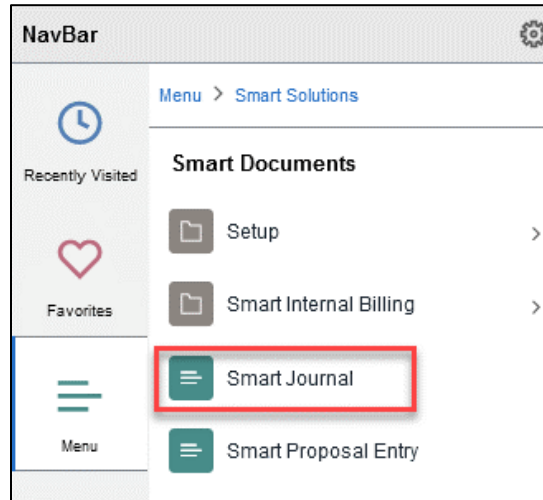 NavBar
Menu > Smart Solutions
Recently Visited
Smart Documents
Setup
Favorites
Smart Internal Billing
Smart Journal
Menu
Smart Proposal Entry